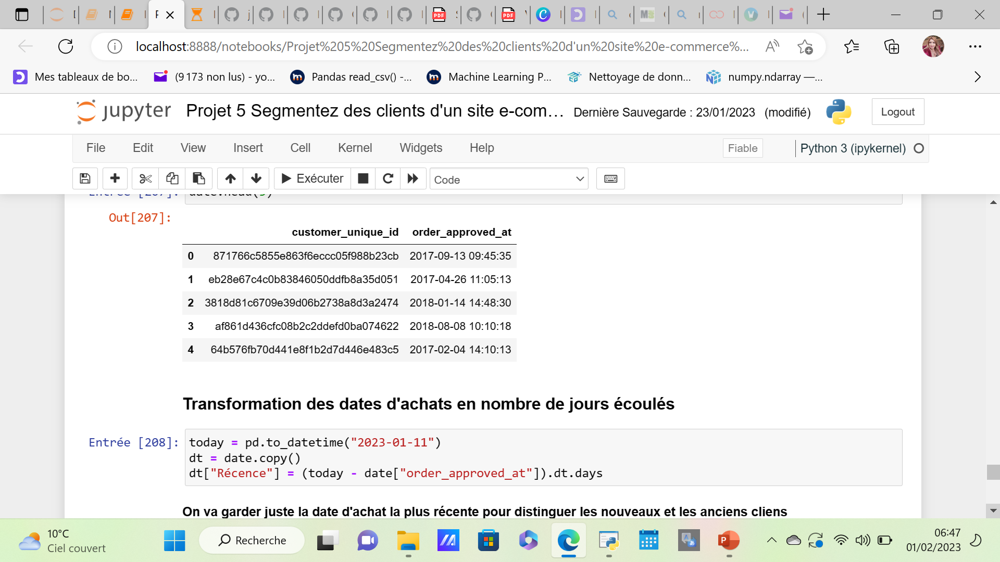 localhost:8888/notebooks/Projet%205%20Segmentez%20des%20clients%20d'un%20site%20e-commerce%...
Mes tableaux de bo... (9 173 non lus) - yo... Pandas read_csv() -... Machine Learning P... Nettoyage de donn... numpy.ndarray —...
jupyter Projet 5 Segmentez des clients d'un site e-com... Dernière Sauvegarde : 23/01/2023 (modifié) Logout
File Edit View Insert Cell Kernel Widgets Help Fiable Python 3 (ipykernel)
Exécuter Code
Out[207]:
customer_unique_id order_approved_at
0 871766c5855e863f6eccc05f988b23cb 2017-09-13 09:45:35
1 eb28e67c4c0b83846050ddfb8a35d051 2017-04-26 11:05:13
2 3818d81c6709e39d06b2738a8d3a2474 2018-01-14 14:48:30
3 af861d436cfc08b2c2ddefd0ba074622 2018-08-08 10:10:18
4 64b576fb70d441e8f1b2d7d446e483c5 2017-02-04 14:10:13
Transformation des dates d'achats en nombre de jours écoulés
Entrée [208]: today = pd.to_datetime("2023-01-11")
dt = date.copy()
dt["Récence"] = (today - date["order_approved_at"]).dt.days
On va garder juste la date d'achat la plus récente pour distinguer les nouveaux et les anciens cliens
10°C
Ciel couvert
Recherche
06:47
01/02/2023